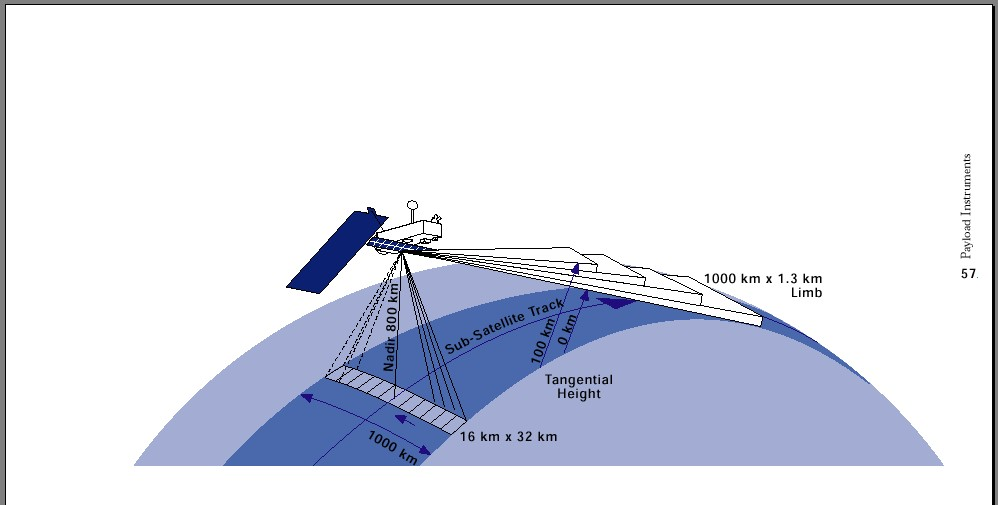 Payload Instruments
57
1000 km x 1.3 km
Limb
Nadir 800 km
Sub-Satellite Track
100 km
0 km
Tangential
Height
16 km x 32 km
1000 km